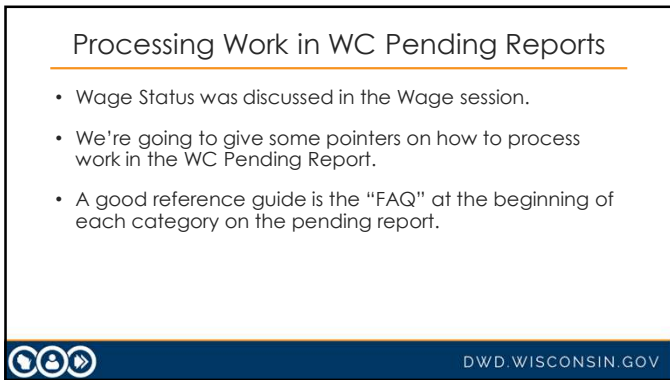 Processing Work in WC Pending Reports
• Wage Status was discussed in the Wage session.
• We're going to give some pointers on how to process
work in the WC Pending Report.
• A good reference guide is the “FAQ” at the beginning of
each category on the pending report.
DWD.WISCONSIN.GOV